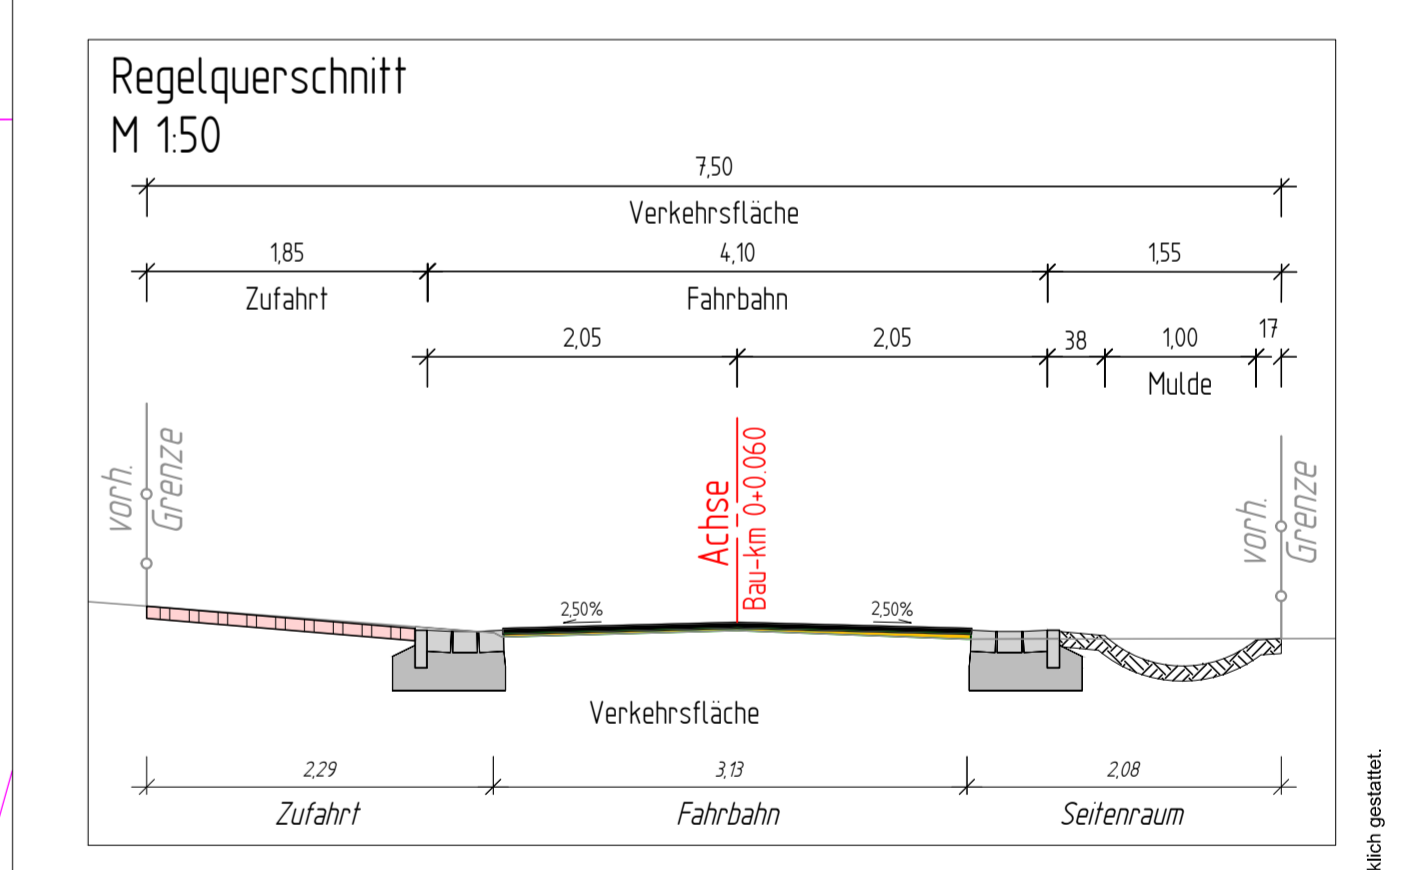 Regelquerschnitt
M 1:50
7,50
Verkehrsfläche
1,85
4,10
1,55
Zufahrt
Fahrbahn
2,05
2,05
38
1,00
17
Mulde
vorh.
Grenze
Achse
Bau-km 0+0.060
vorh.
Grenze
2,50%
2,50%
Verkehrsfläche
2,29
3,13
2,08
Zufahrt
Fahrbahn
Seitenraum
klich gestattet.